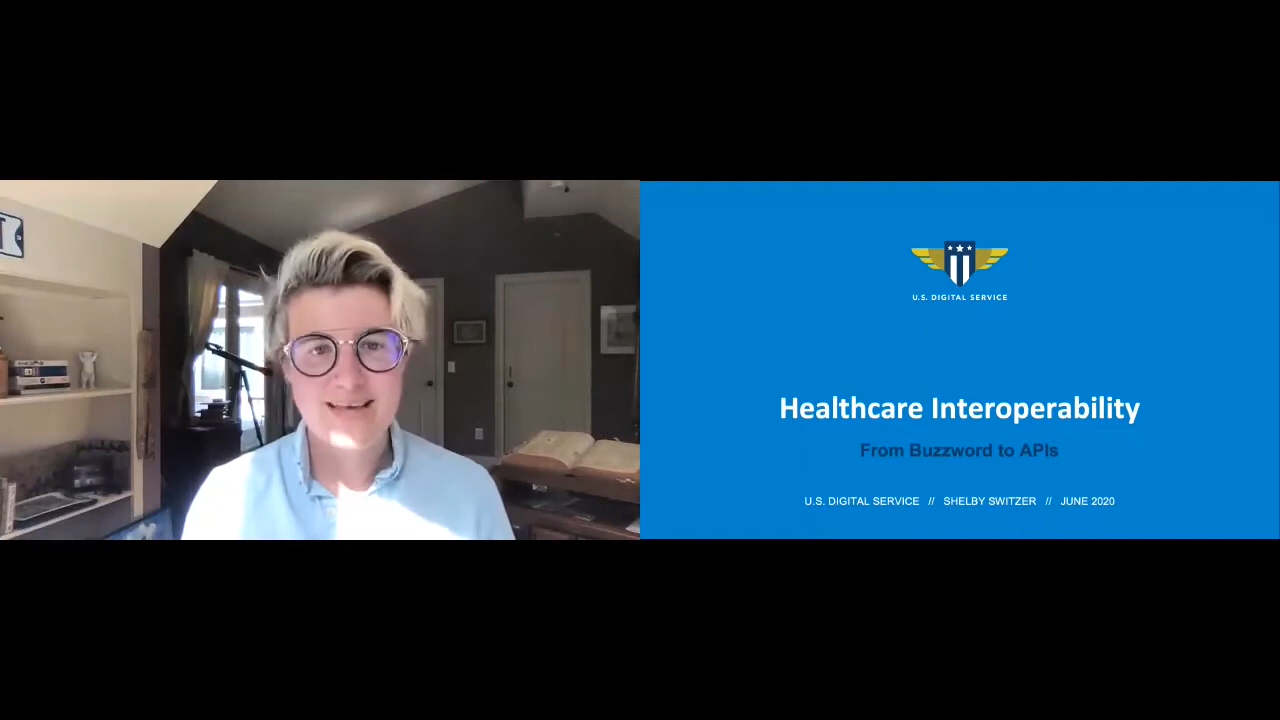 U.S. DIGITAL SERVICE
Healthcare Interoperability
From Buzzword to APIs
U.S. DIGITAL SERVICE // SHELBY SWITZER // JUNE 2020